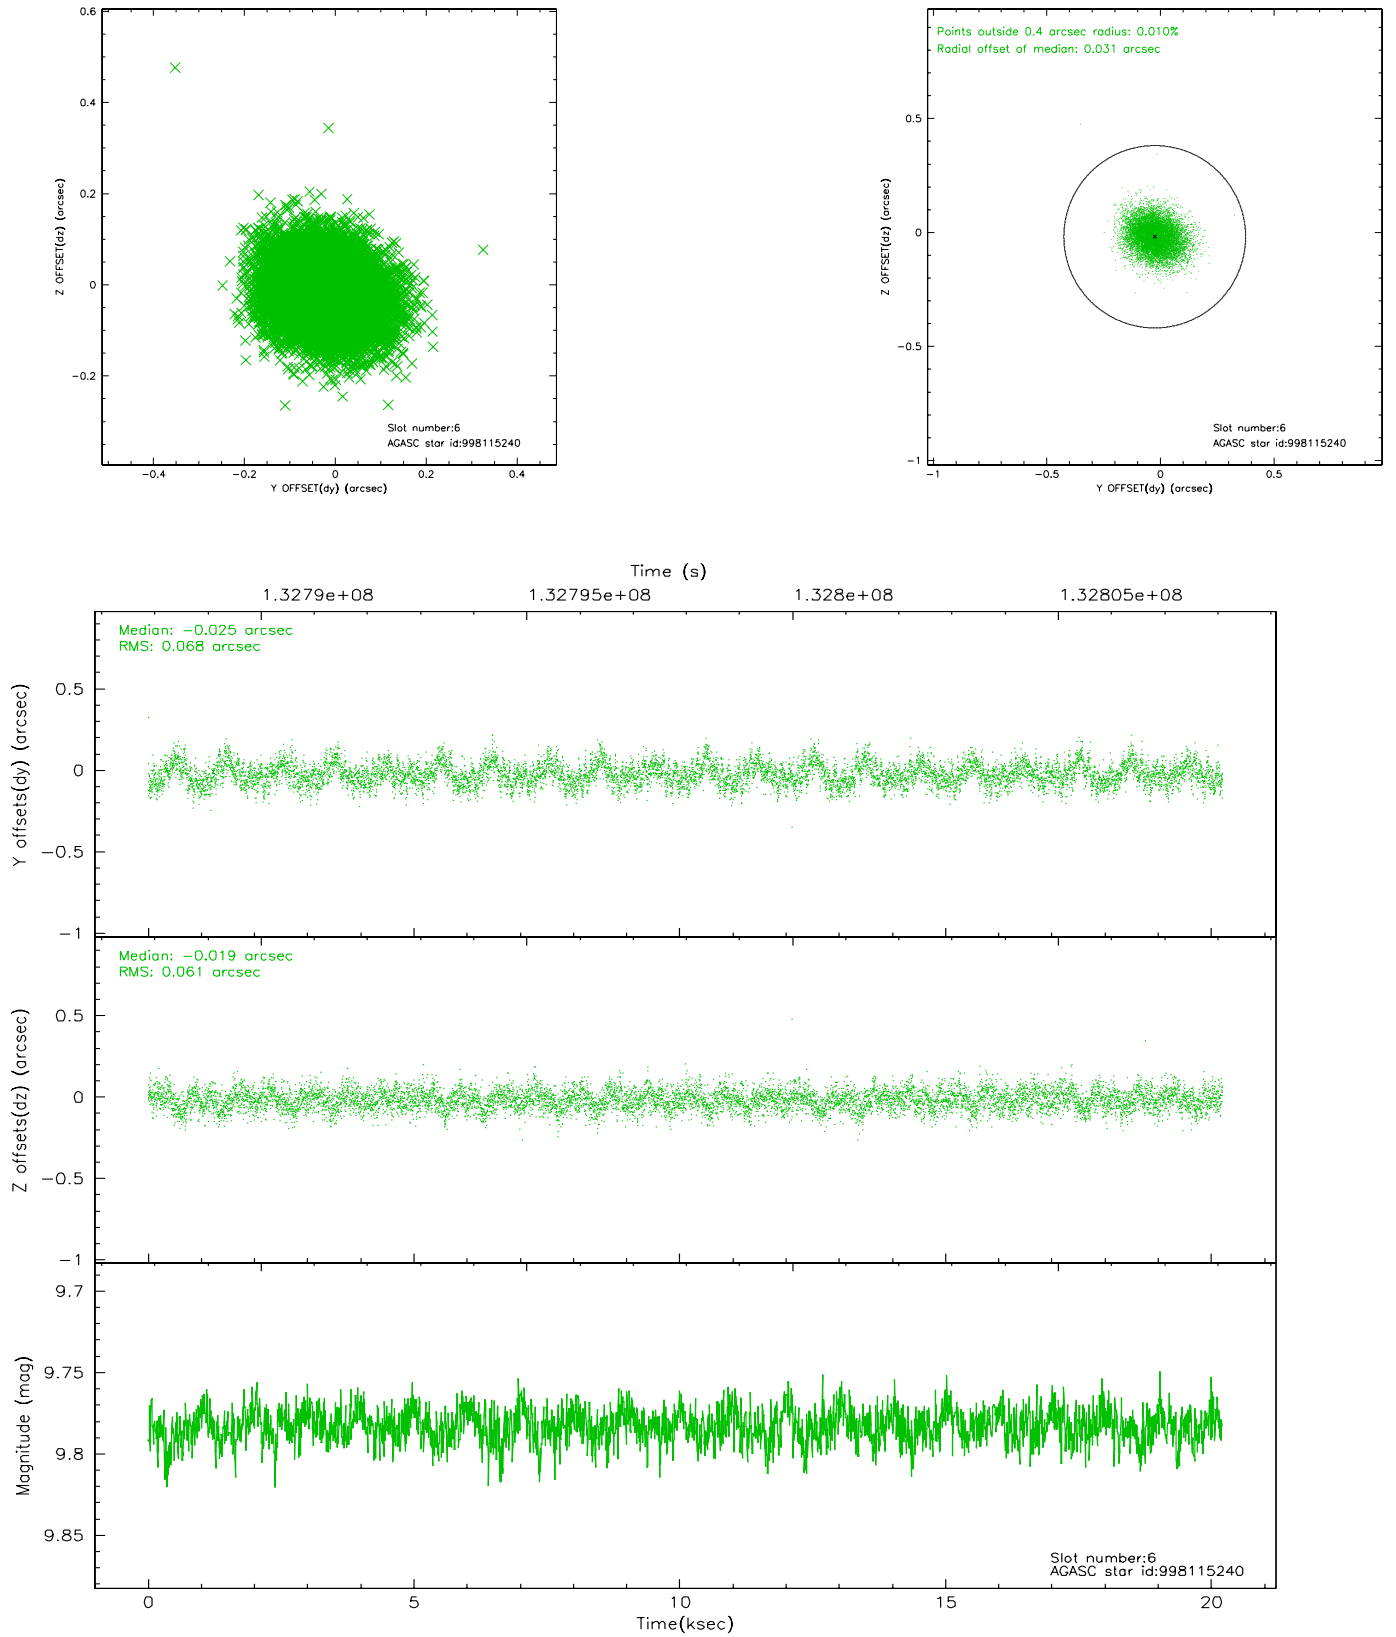 0.6
0.4
0.2
0
−0.2
Z OFFSET(dz) (arcsec)
−0.4 −0.2 0 0.2 0.4
Y OFFSET(dy) (arcsec)
Slot number:6
AGASC star id:998115240
Points outside 0.4 arcsec radius: 0.010%
Radial offset of median: 0.031 arcsec
0.5
0
−0.5
−1
Z OFFSET(dz) (arcsec)
−1 −0.5 0 0.5
Y OFFSET(dy) (arcsec)
Slot number:6
AGASC star id:998115240
Time (s)
1.3279e+08 1.32795e+08 1.328e+08 1.32805e+08
Median: −0.025 arcsec
RMS: 0.068 arcsec
0.5
0
−0.5
−1
Y offsets(dy) (arcsec)
Median: −0.019 arcsec
RMS: 0.061 arcsec
0.5
0
−0.5
−1
Z offsets(dz) (arcsec)
9.7
9.75
9.8
9.85
Magnitude (mag)
Slot number:6
AGASC star id:998115240
0 5 10 15 20
Time(ksec)